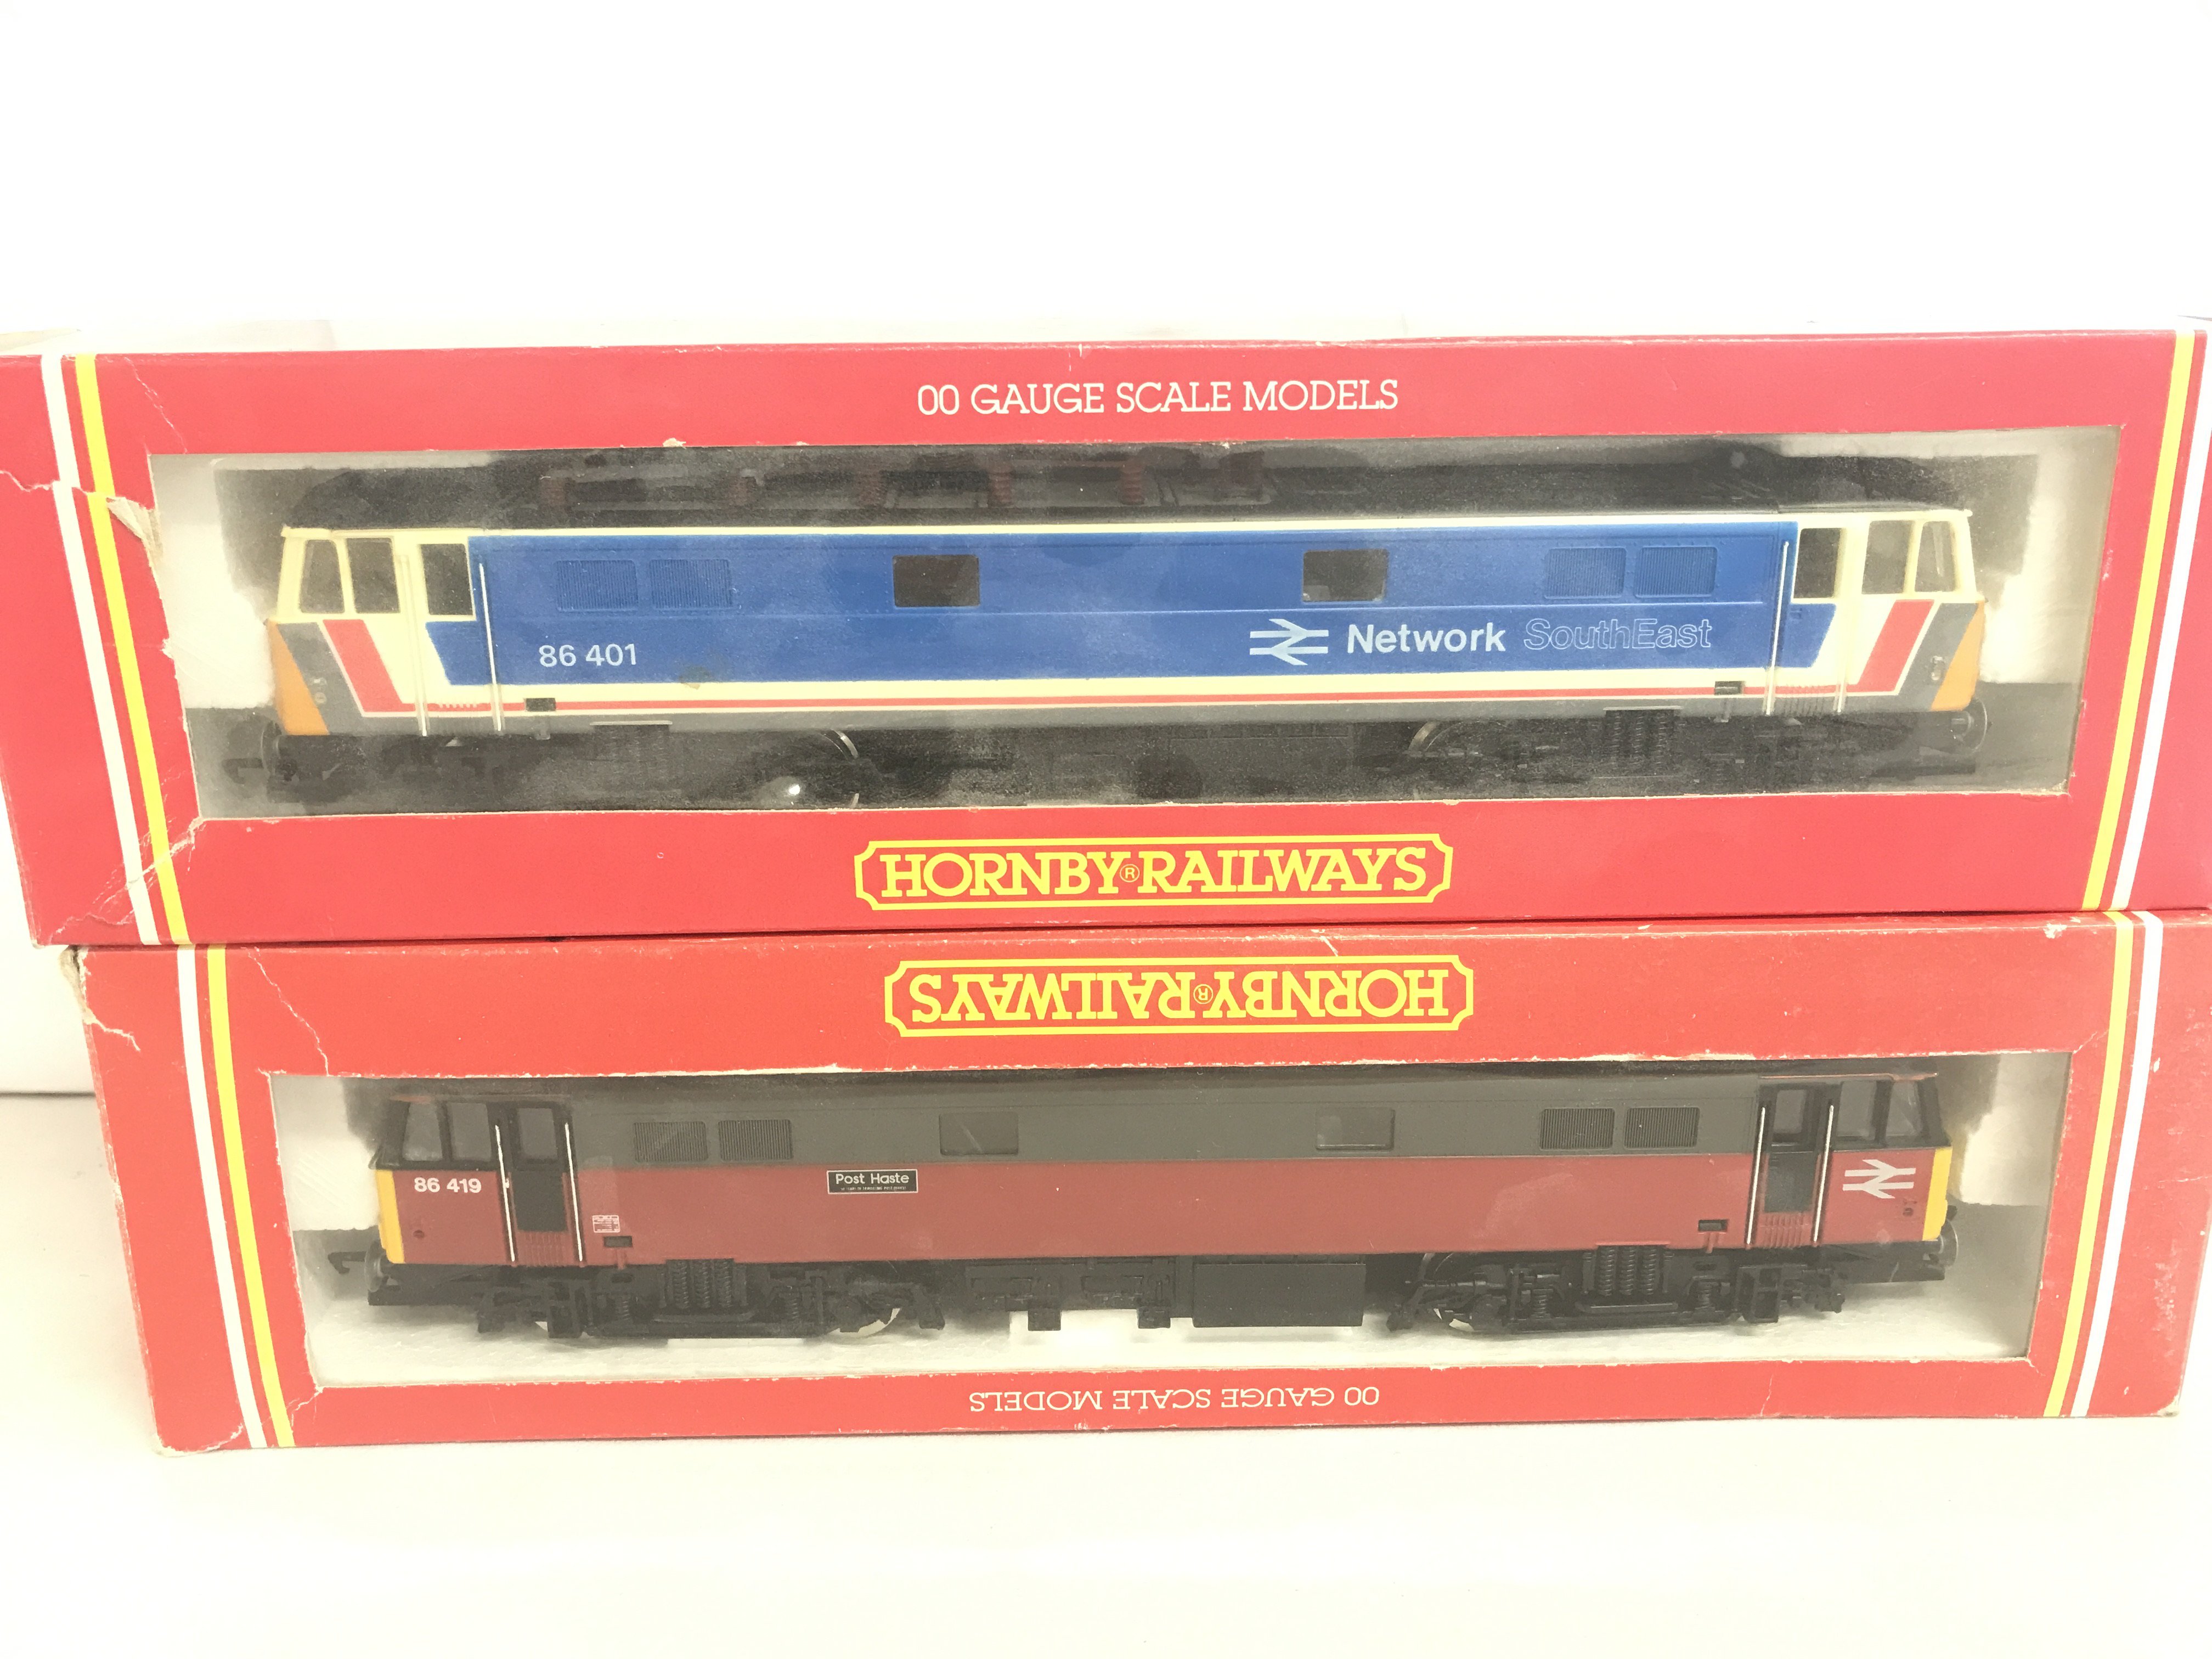 00 GAUGE SCALE MODELS
86 401
Network SouthEast
HORNBY® RAILWAYS
HORNBY® RAILWAYS
Post Haste
86 419
00 GAUGE SCALE MODELS